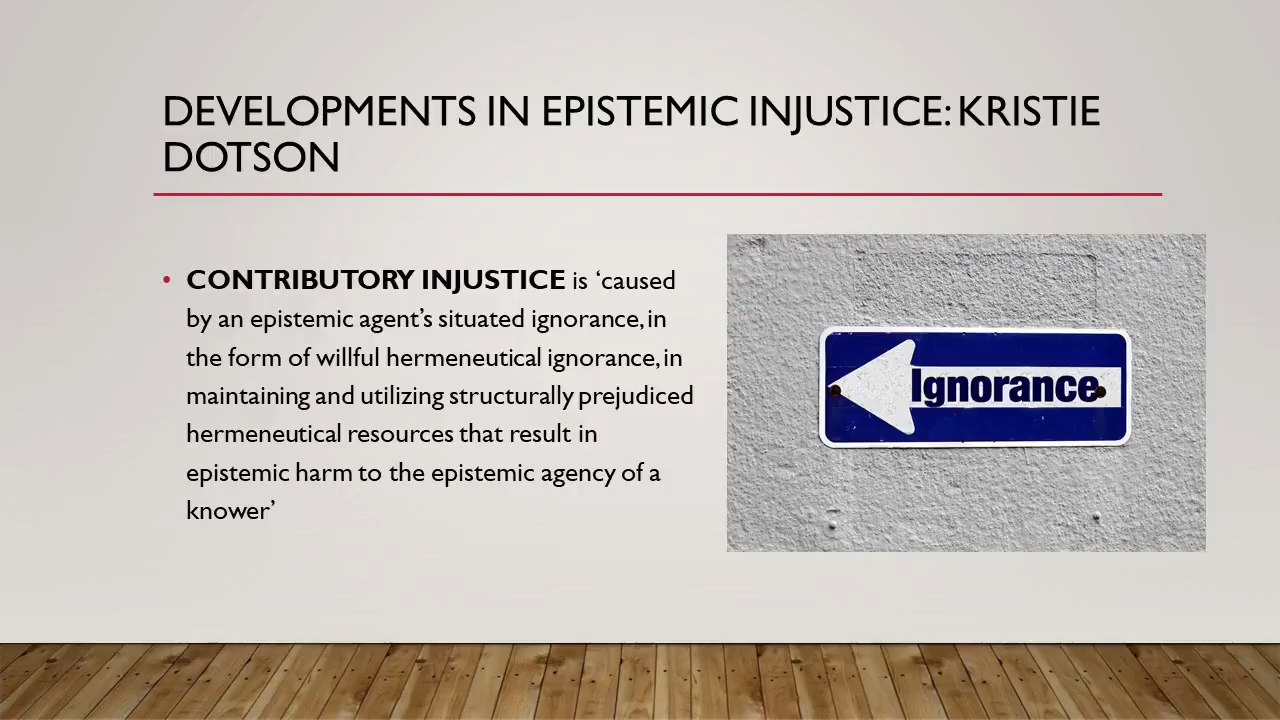 DEVELOPMENTS IN EPISTEMIC INJUSTICE: KRISTIE
DOTSON
• CONTRIBUTORY INJUSTICE is ‘caused
by an epistemic agent’s situated ignorance, in
the form of willful hermeneutical ignorance, in
maintaining and utilizing structurally prejudiced
hermeneutical resources that result in
epistemic harm to the epistemic agency of a
knower’
Ignorance